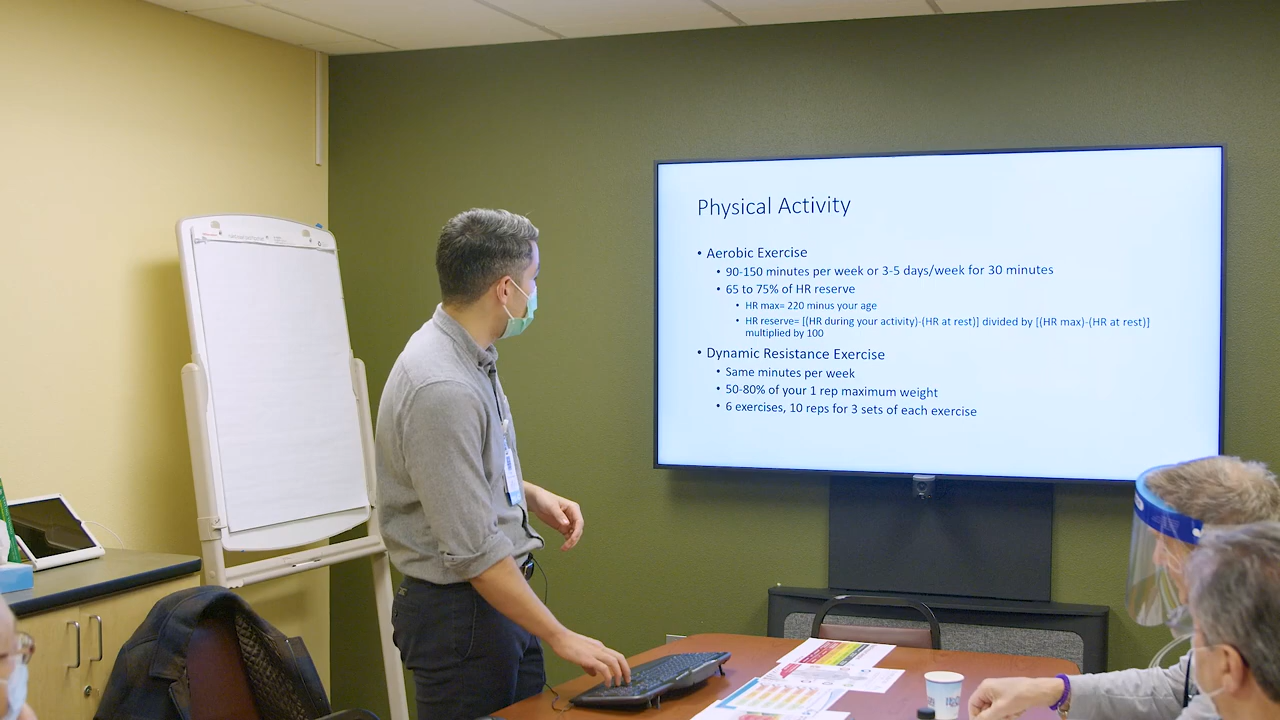 Physical Activity
• Aerobic Exercise
• 90-150 minutes per week or 3-5 days/week for 30 minutes
• 65 to 75% of HR reserve
• HR max= 220 minus your age
• HR reserve= [(HR during your activity)-(HR at rest)] divided by [(HR max)-(HR at rest)]
multiplied by 100
• Dynamic Resistance Exercise
• Same minutes per week
• 50-80% of your 1 rep maximum weight
• 6 exercises, 10 reps for 3 sets of each exercise